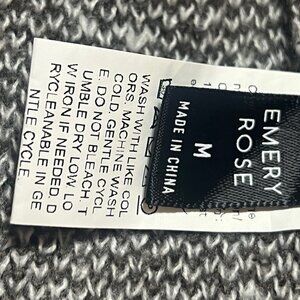 EMERY
ROSE
M
MADE IN CHINA
WASH WITH LIKE COL
ORS. MACHINE WASH
COLD. GENTLE CYCL
E. DO NOT BLEACH. T
UMBLE DRY LOW LO
W IRON IF NEEDED. D
RYCLEANABLE IN GE
NTLE CYCLE